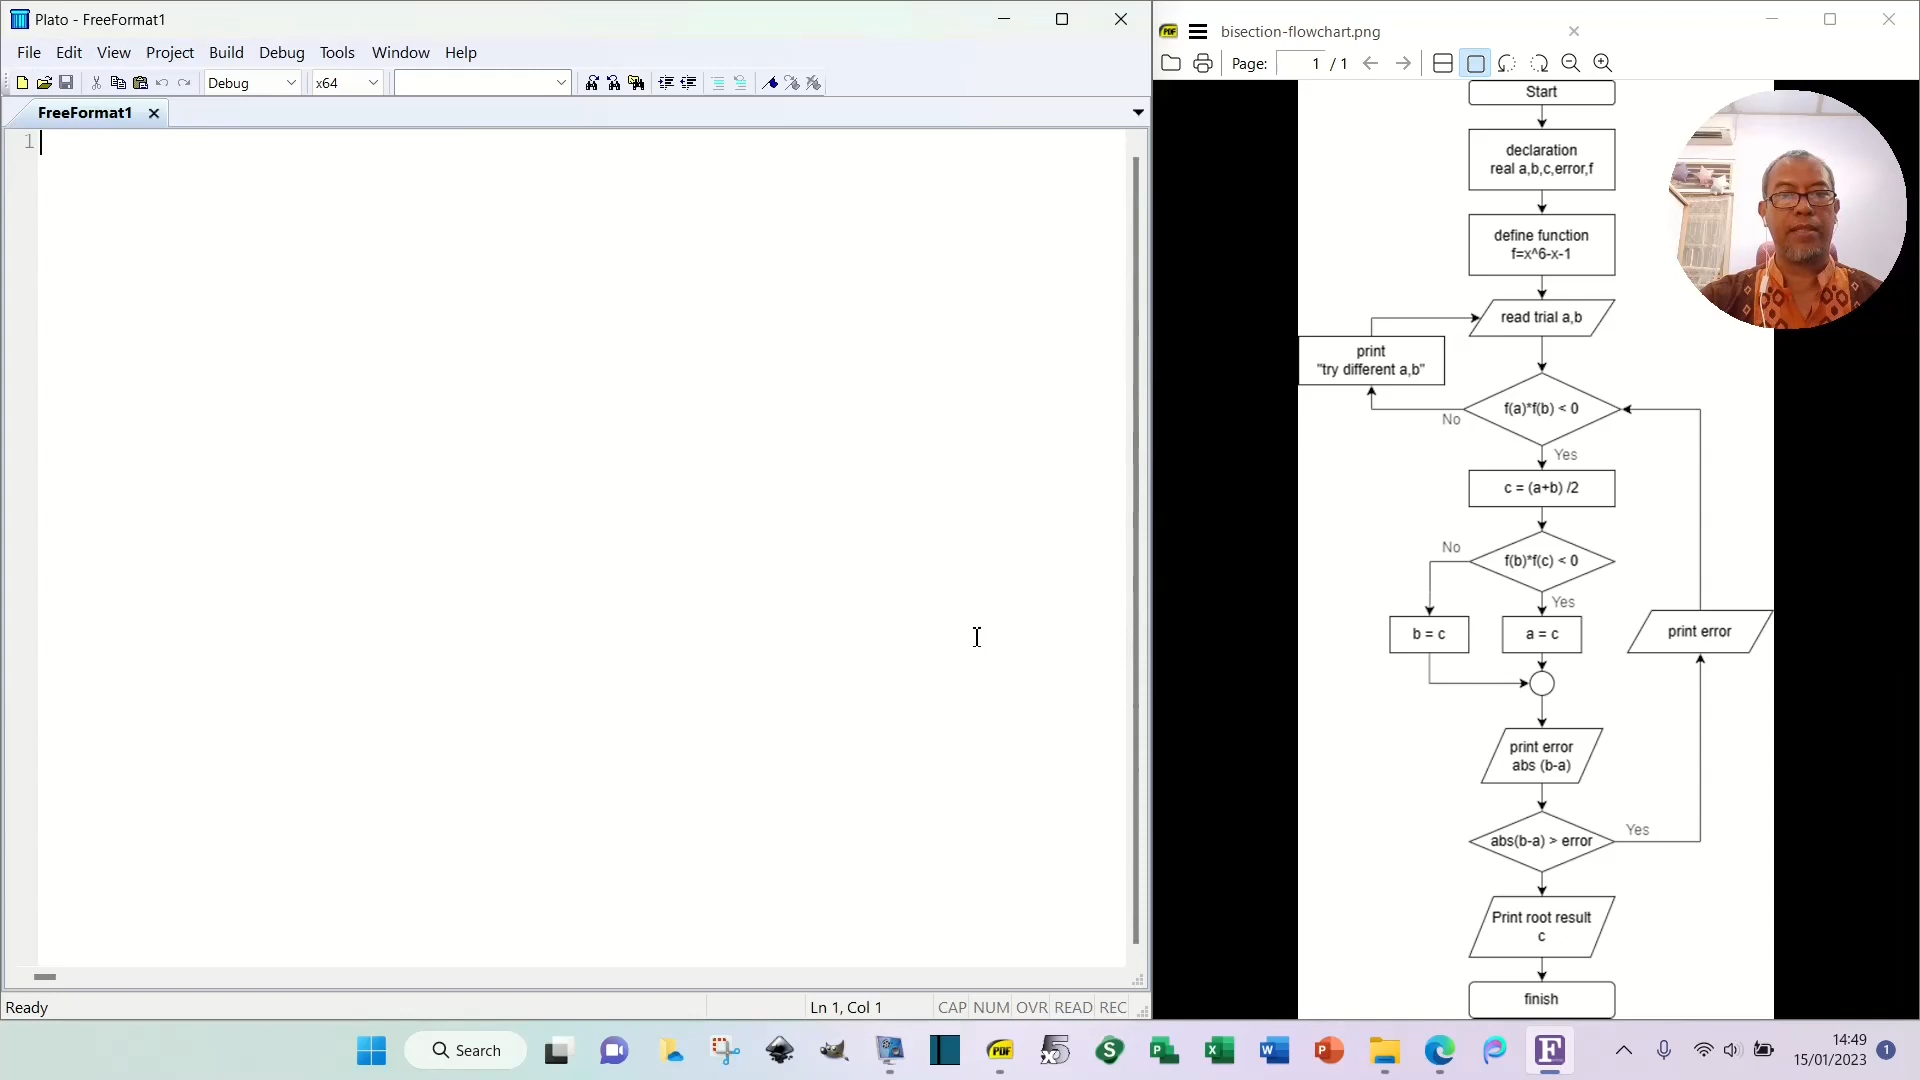 Plato - FreeFormat1
File Edit View Project Build Debug Tools Window Help
Debug x64
FreeFormat1
1
Ready
Ln 1, Col 1
CAP NUM OVR READ REC
PDF bisection-flowchart.png
Page: 1 / 1
Start
declaration
real a,b,c,error,f
define function
f=x^6-x-1
read trial a,b
print
"try different a,b"
f(a)*f(b) < 0
No
Yes
c = (a+b) /2
No
f(b)*f(c) < 0
Yes
b = c
a = c
print error
print error
abs (b-a)
abs(b-a) > error
Yes
Print root result
c
finish
Search
PDF
x5
S
P
X
W
P
F
14:49
15/01/2023
1